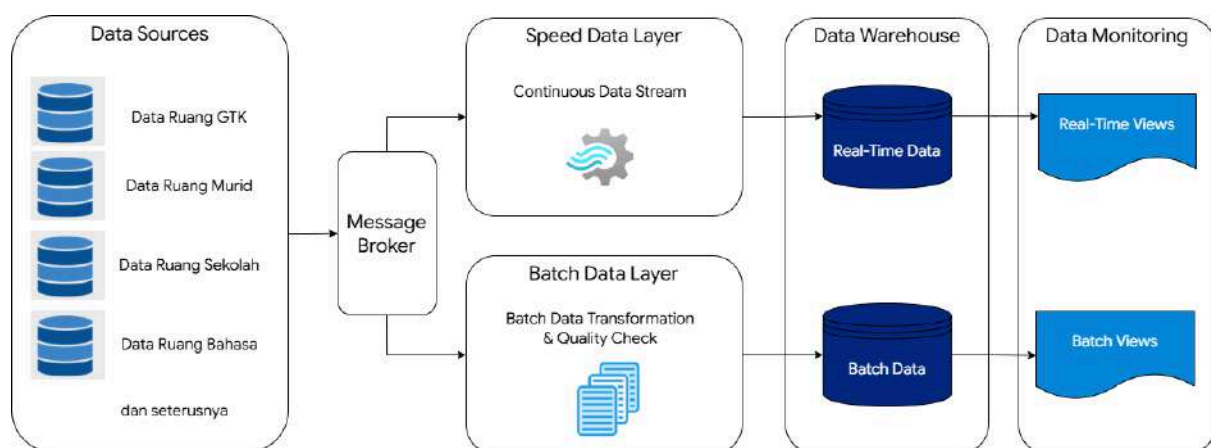 Data Sources
Data Ruang GTK
Data Ruang Murid
Data Ruang Sekolah
Data Ruang Bahasa
dan seterusnya
Message
Broker
Speed Data Layer
Continuous Data Stream
Batch Data Layer
Batch Data Transformation
& Quality Check
Data Warehouse
Real-Time Data
Batch Data
Data Monitoring
Real-Time Views
Batch Views